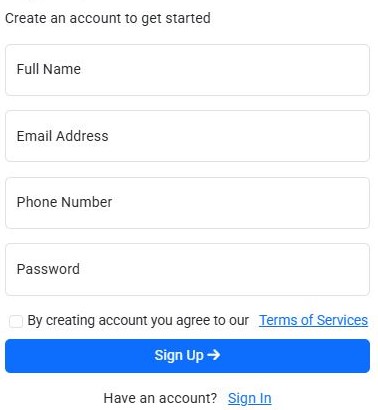 Create an account to get started
Full Name
Email Address
Phone Number
Password
By creating account you agree to our Terms of Services
Sign Up →
Have an account? Sign In